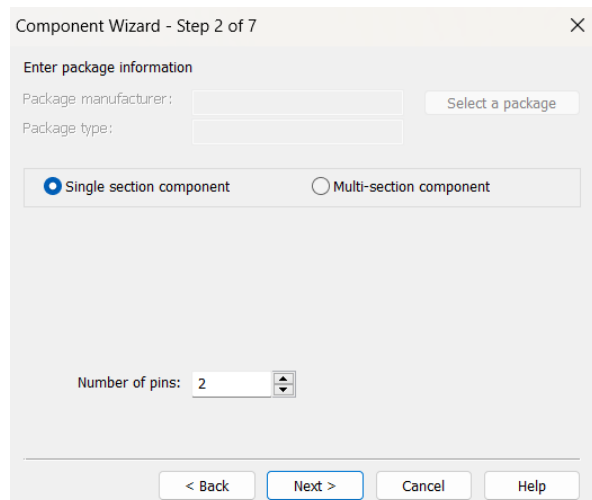 Component Wizard - Step 2 of 7
Enter package information
Package manufacturer:
Select a package
Package type:
Single section component
Multi-section component
Number of pins: 2
< Back
Next >
Cancel
Help